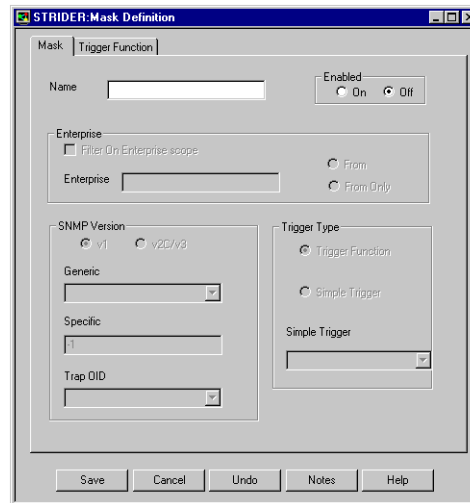 STRIDER:Mask Definition
Mask Trigger Function
Name
Enabled
On Off
Enterprise
Filter On Enterprise scope
From
Enterprise
From Only
SNMP Version
v1 v2C/v3
Generic
Specific
-1
Trap OID
Trigger Type
Trigger Function
Simple Trigger
Simple Trigger
Save Cancel Undo Notes Help